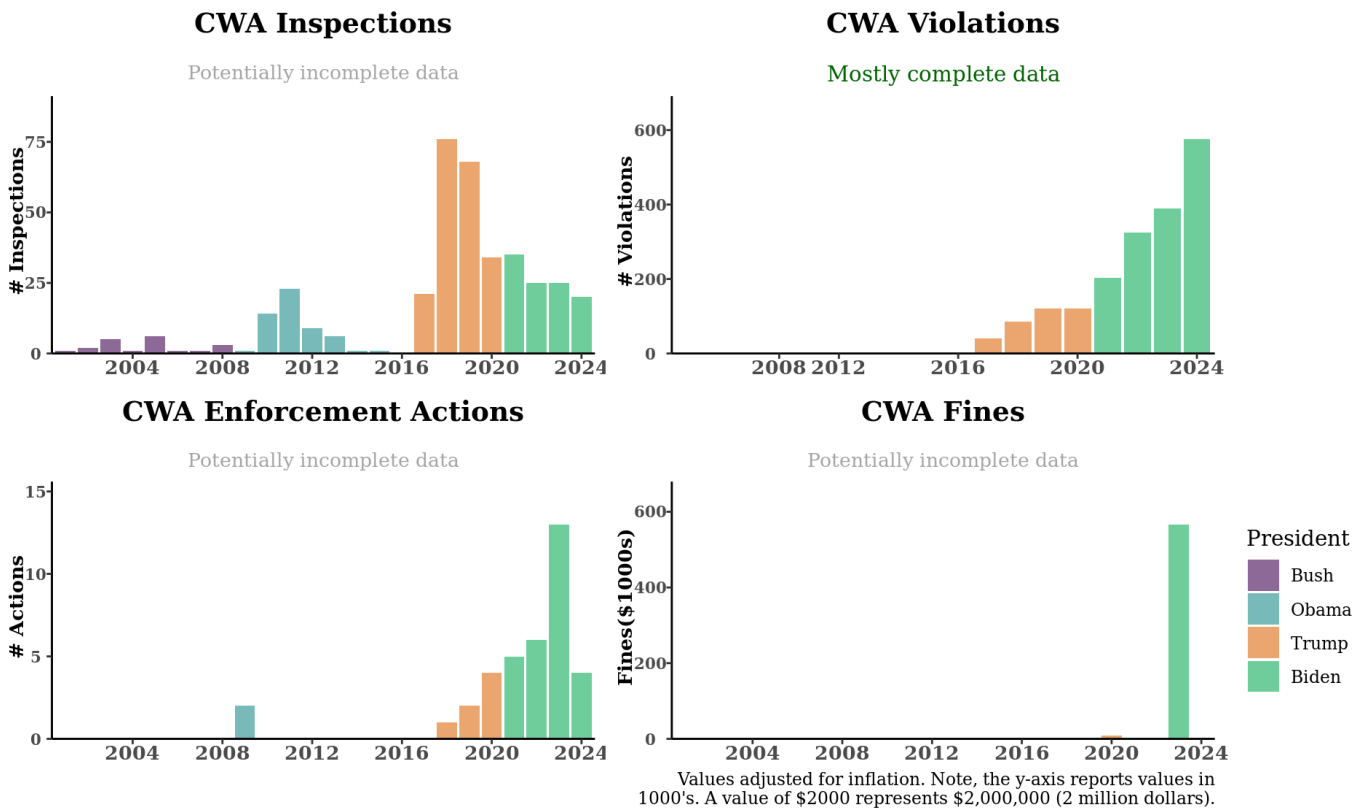 CWA Inspections
Potentially incomplete data
# Inspections
75
50
25
0
2004 2008 2012 2016 2020 2024
CWA Violations
Mostly complete data
# Violations
600
400
200
0
2008 2012 2016 2020 2024
CWA Enforcement Actions
Potentially incomplete data
# Actions
15
10
5
0
2004 2008 2012 2016 2020 2024
CWA Fines
Potentially incomplete data
Fines($1000s)
600
400
200
0
2004 2008 2012 2016 2020 2024
President
Bush
Obama
Trump
Biden
Values adjusted for inflation. Note, the y-axis reports values in
1000's. A value of $2000 represents $2,000,000 (2 million dollars).